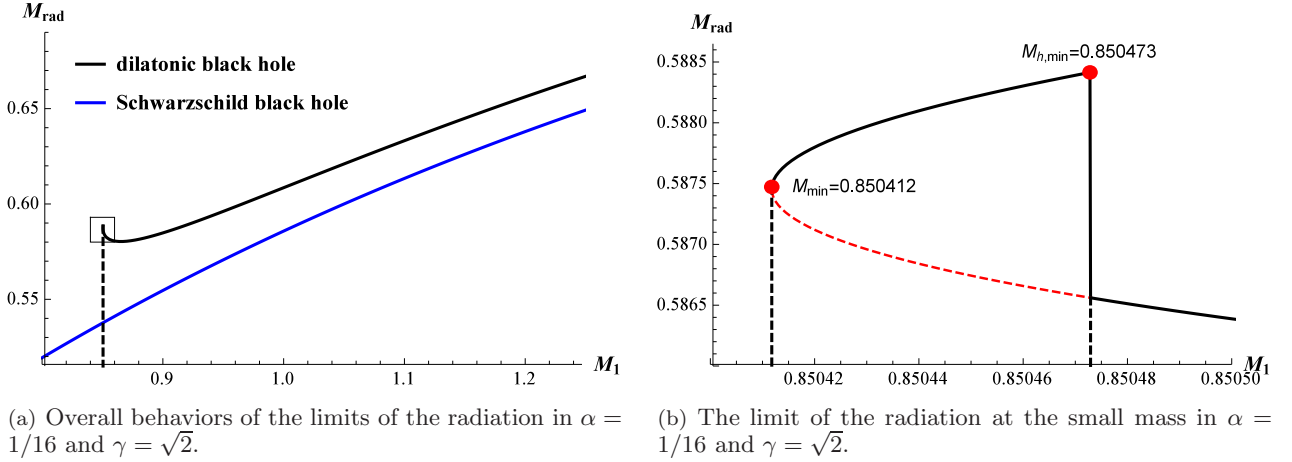 M_rad
dilatonic black hole
Schwarzschild black hole
0.65
0.60
0.55
0.9
1.0
1.1
1.2
M_1
M_rad
M_{h,min}=0.850473
0.5885
0.5880
0.5875
0.5870
0.5865
M_min=0.850412
0.85042
0.85044
0.85046
0.85048
0.85050
M_1
(a) Overall behaviors of the limits of the radiation in α =
1/16 and γ = √2.
(b) The limit of the radiation at the small mass in α =
1/16 and γ = √2.